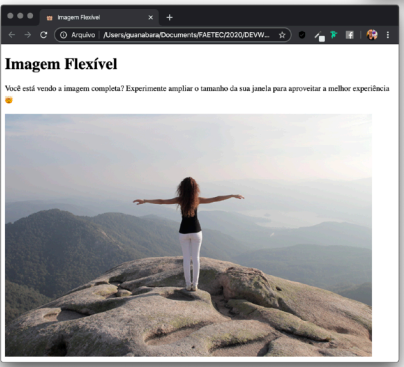 Imagem Flexível
Arquivo | /Users/guanabara/Documents/FAETEC/2020/DEVW...
Imagem Flexível
Você está vendo a imagem completa? Experimente ampliar o tamanho da sua janela para aproveitar a melhor experiência